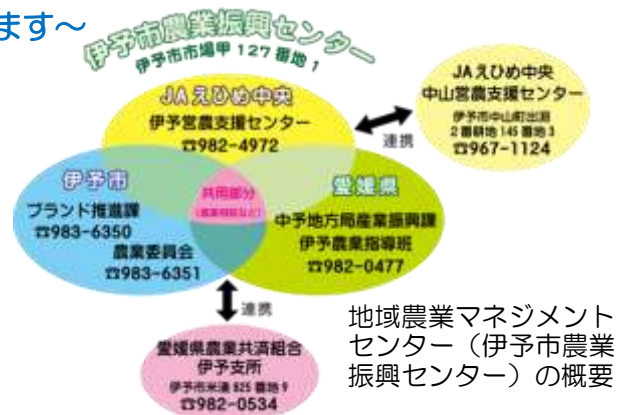 ます～
伊予市農業振興センター
伊予市市場甲127番地1
JAえひめ中央
伊予営農支援センター
☎982-4972
連携
JAえひめ中央
中山営農支援センター
伊予市中山町出渕
2番耕地145番地3
☎967-1124
伊予市
ブランド推進課
☎983-6350
農業委員会
☎983-6351
共用部分
愛媛県
中予地方局産業振興課
伊予農業指導班
☎982-0477
連携
愛媛県農業共済組合
伊予支所
伊予市米湊825番地9
☎982-0534
地域農業マネジメント
センター（伊予市農業
振興センター）の概要